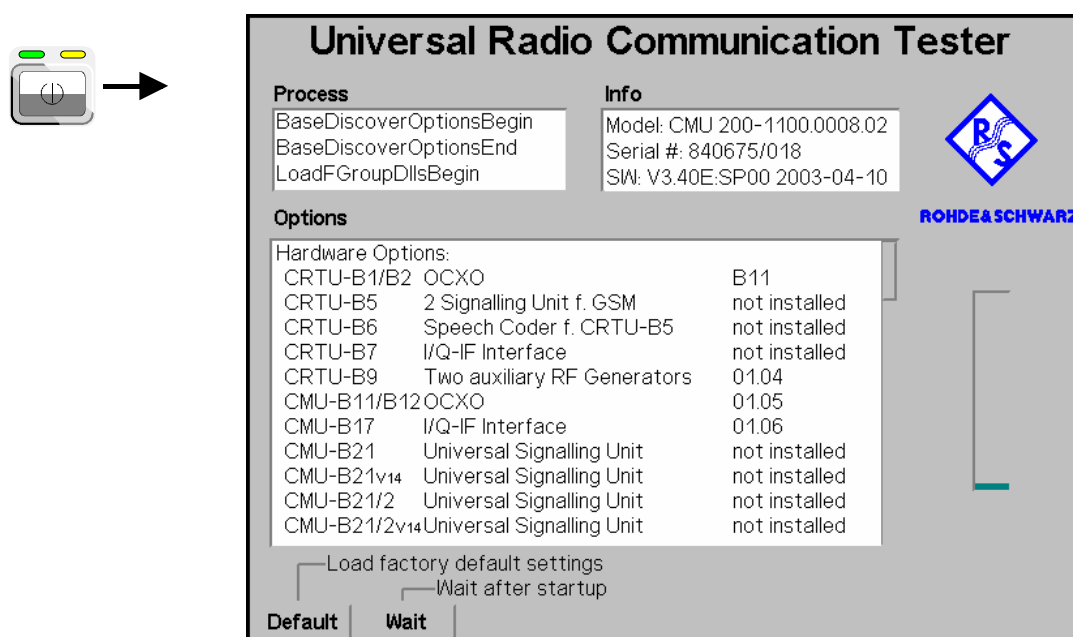 Universal Radio Communication Tester
Process
BaseDiscoverOptionsBegin
BaseDiscoverOptionsEnd
LoadFGroupDllsBegin
Info
Model: CMU 200-1100.0008.02
Serial #: 840675/018
SW: V3.40E:SP00 2003-04-10
RS
ROHDE&SCHWARZ
Options
Hardware Options:
CRTU-B1/B2 OCXO B11
CRTU-B5 2 Signalling Unit f. GSM not installed
CRTU-B6 Speech Coder f. CRTU-B5 not installed
CRTU-B7 I/Q-IF Interface not installed
CRTU-B9 Two auxiliary RF Generators 01.04
CMU-B11/B12 OCXO 01.05
CMU-B17 I/Q-IF Interface 01.06
CMU-B21 Universal Signalling Unit not installed
CMU-B21v14 Universal Signalling Unit not installed
CMU-B21/2 Universal Signalling Unit not installed
CMU-B21/2v14 Universal Signalling Unit not installed
Load factory default settings
Wait after startup
Default Wait